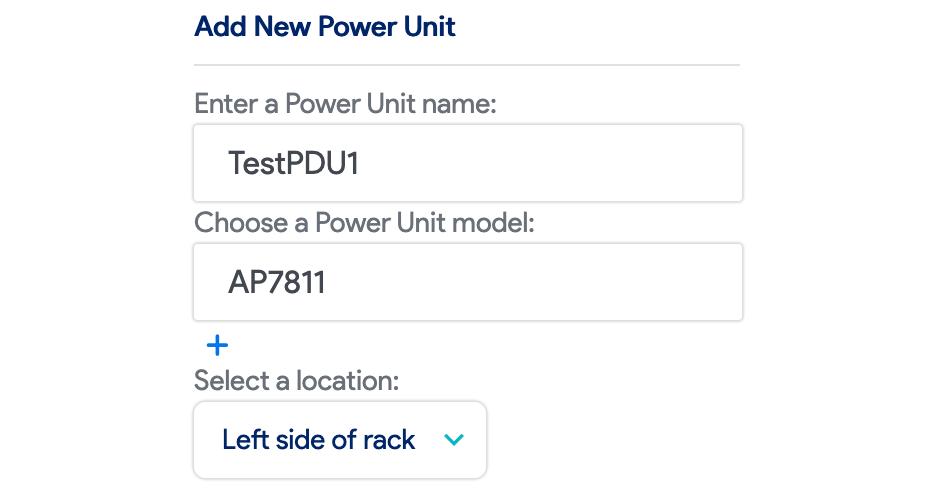 Add New Power Unit
Enter a Power Unit name:
TestPDU1
Choose a Power Unit model:
AP7811
+
Select a location:
Left side of rack